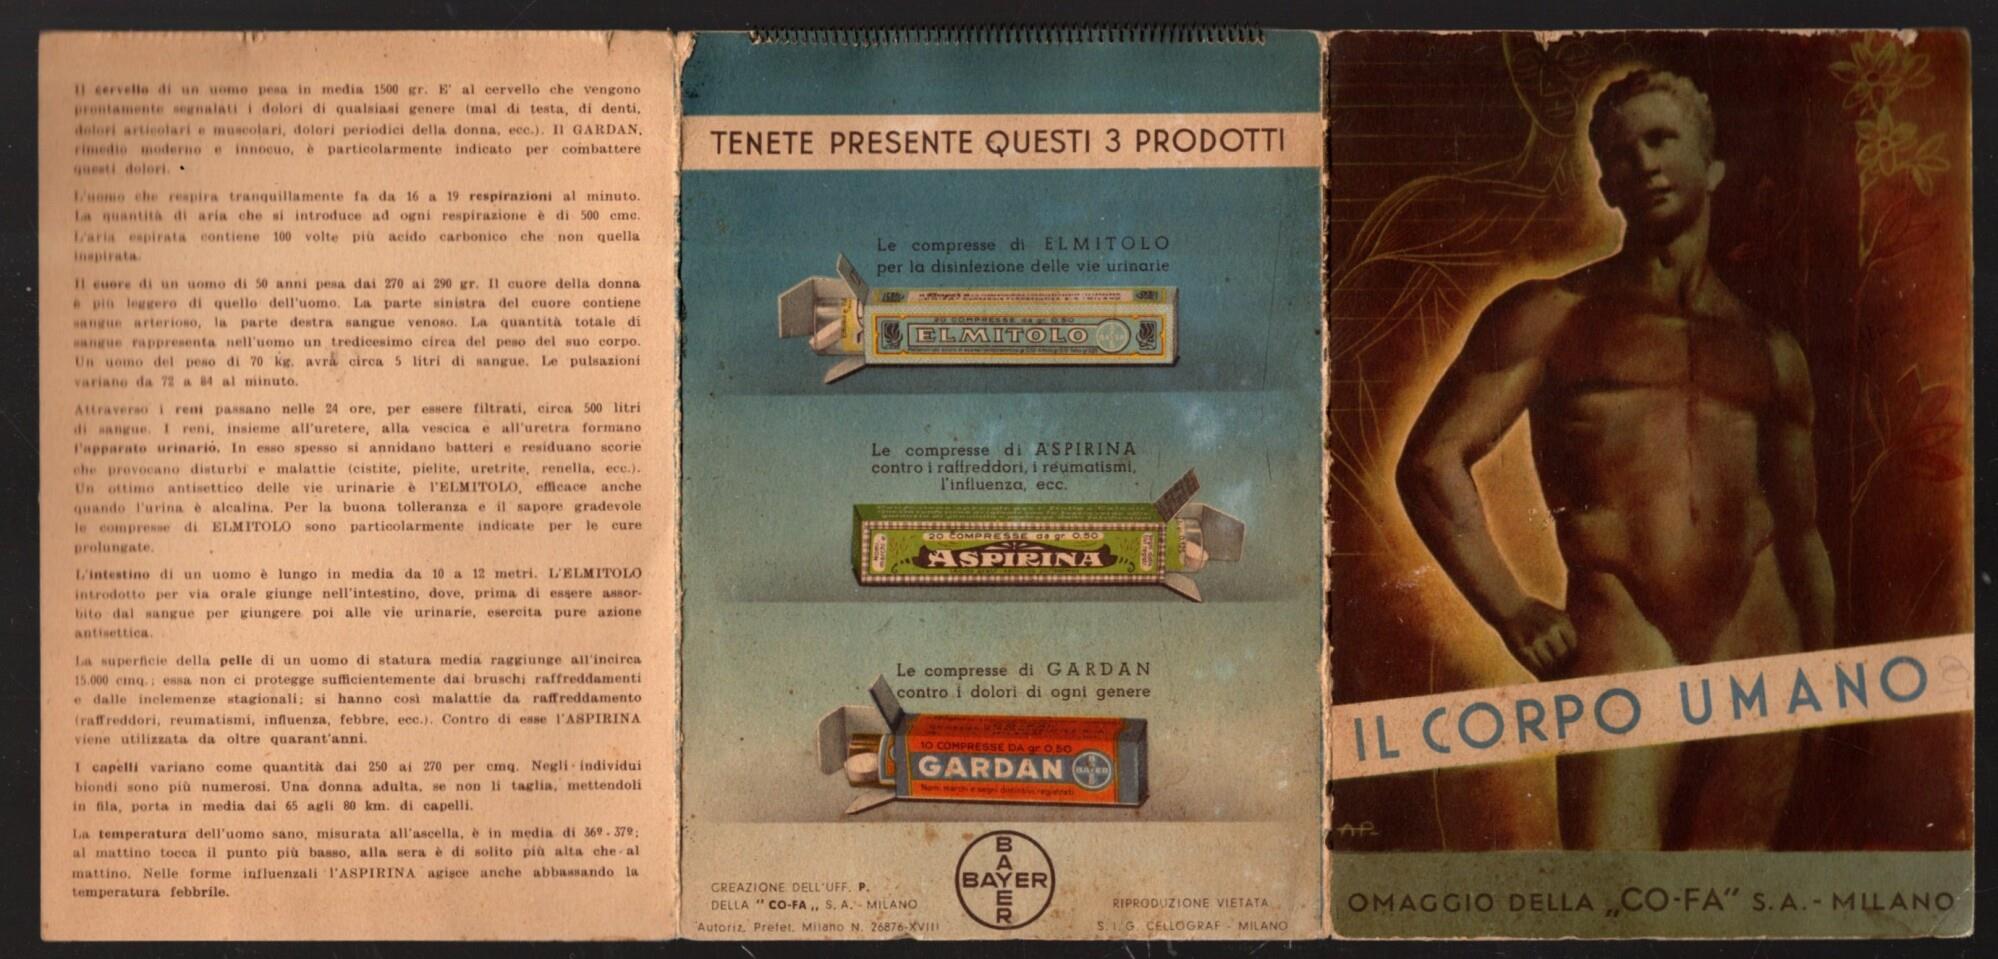 Il cervello di un uomo pesa in media 1500 gr. E' al cervello che vengono
prontamente segnalati i dolori di qualsiasi genere (mal di testa, di denti,
dolori articolari e muscolari, dolori periodici della donna, ecc.). Il GARDAN,
rimedio moderno e innocuo, è particolarmente indicato per combattere
questi dolori.
L'uomo che respira tranquillamente fa da 16 a 19 respirazioni al minuto.
La quantità di aria che si introduce ad ogni respirazione è di 500 cmc.
L'aria espirata contiene 100 volte più acido carbonico che non quella
inspirata.
Il cuore di un uomo di 50 anni pesa dai 270 ai 290 gr. Il cuore della donna
è più leggero di quello dell'uomo. La parte sinistra del cuore contiene
sangue arterioso, la parte destra sangue venoso. La quantità totale di
sangue rappresenta nell'uomo un tredicesimo circa del peso del suo corpo.
Un uomo del peso di 70 kg. avrà circa 5 litri di sangue. Le pulsazioni
variano da 72 a 84 al minuto.
Attraverso i reni passano nelle 24 ore, per essere filtrati, circa 500 litri
di sangue. I reni, insieme all'uretere, alla vescica e all'uretra formano
l'apparato urinario. In esso spesso si annidano batteri e residuano scorie
che provocano disturbi e malattie (cistite, pielite, uretrite, renella, ecc.).
Un ottimo antisettico delle vie urinarie è l'ELMITOLO, efficace anche
quando l'urina è alcalina. Per la buona tolleranza e il sapore gradevole
le compresse di ELMITOLO sono particolarmente indicate per le cure
prolungate.
L'intestino di un uomo è lungo in media da 10 a 12 metri. L'ELMITOLO
introdotto per via orale giunge nell'intestino, dove, prima di essere assor-
bito dal sangue per giungere poi alle vie urinarie, esercita pure azione
antisettica.
La superficie della pelle di un uomo di statura media raggiunge all'incirca
15.000 cmq.; essa non ci protegge sufficientemente dai bruschi raffreddamenti
e dalle inclemenze stagionali; si hanno così malattie da raffreddamento
(raffreddori, reumatismi, influenza, febbre, ecc.). Contro di esse l'ASPIRINA
viene utilizzata da oltre quarant'anni.
I capelli variano come quantità dai 250 ai 270 per cmq. Negli individui
biondi sono più numerosi. Una donna adulta, se non li taglia, mettendoli
in fila, porta in media dai 65 agli 80 km. di capelli.
La temperatura dell'uomo sano, misurata all'ascella, è in media di 36º - 37º;
al mattino tocca il punto più basso, alla sera è di solito più alta che al
mattino. Nelle forme influenzali l'ASPIRINA agisce anche abbassando la
temperatura febbrile.
TENETE PRESENTE QUESTI 3 PRODOTTI
Le compresse di ELMITOLO
per la disinfezione delle vie urinarie
20 COMPRESSE da gr. 0,50
ELMITOLO
BAYER
Le compresse di ASPIRINA
contro i raffreddori, i reumatismi,
l'influenza, ecc.
20 COMPRESSE da gr. 0,50
ASPIRINA
Le compresse di GARDAN
contro i dolori di ogni genere
10 COMPRESSE DA gr 0,50
GARDAN
BAYER
Nom. marchi e segni distintivi registrati
BAYER
BAYER
CREAZIONE DELL'UFF. P.
DELLA "CO-FA„ S. A. - MILANO
Autoriz. Prefet. Milano N. 26876-XVIII
RIPRODUZIONE VIETATA
S. I. G. CELLOGRAF - MILANO
IL CORPO UMANO
AP
OMAGGIO DELLA „CO-FA" S. A. - MILANO